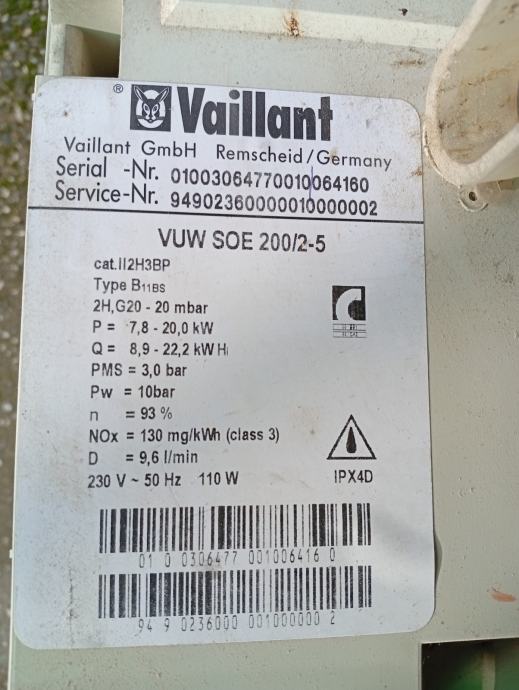 ® Vaillant
Vaillant GmbH Remscheid/Germany
Serial -Nr. 01003064770010064160
Service-Nr. 94902360000010000002
VUW SOE 200/2-5
cat.II2H3BP
Type B11BS
2H,G20 - 20 mbar
P = 7,8 - 20,0 kW
Q = 8,9 - 22,2 kW Hi
PMS = 3,0 bar
Pw = 10bar
n = 93 %
NOx = 130 mg/kWh (class 3)
D = 9,6 l/min
230 V ~ 50 Hz 110 W
IPX4D
01 0 0306477 001006416 0
94 9 0236000 001000000 2